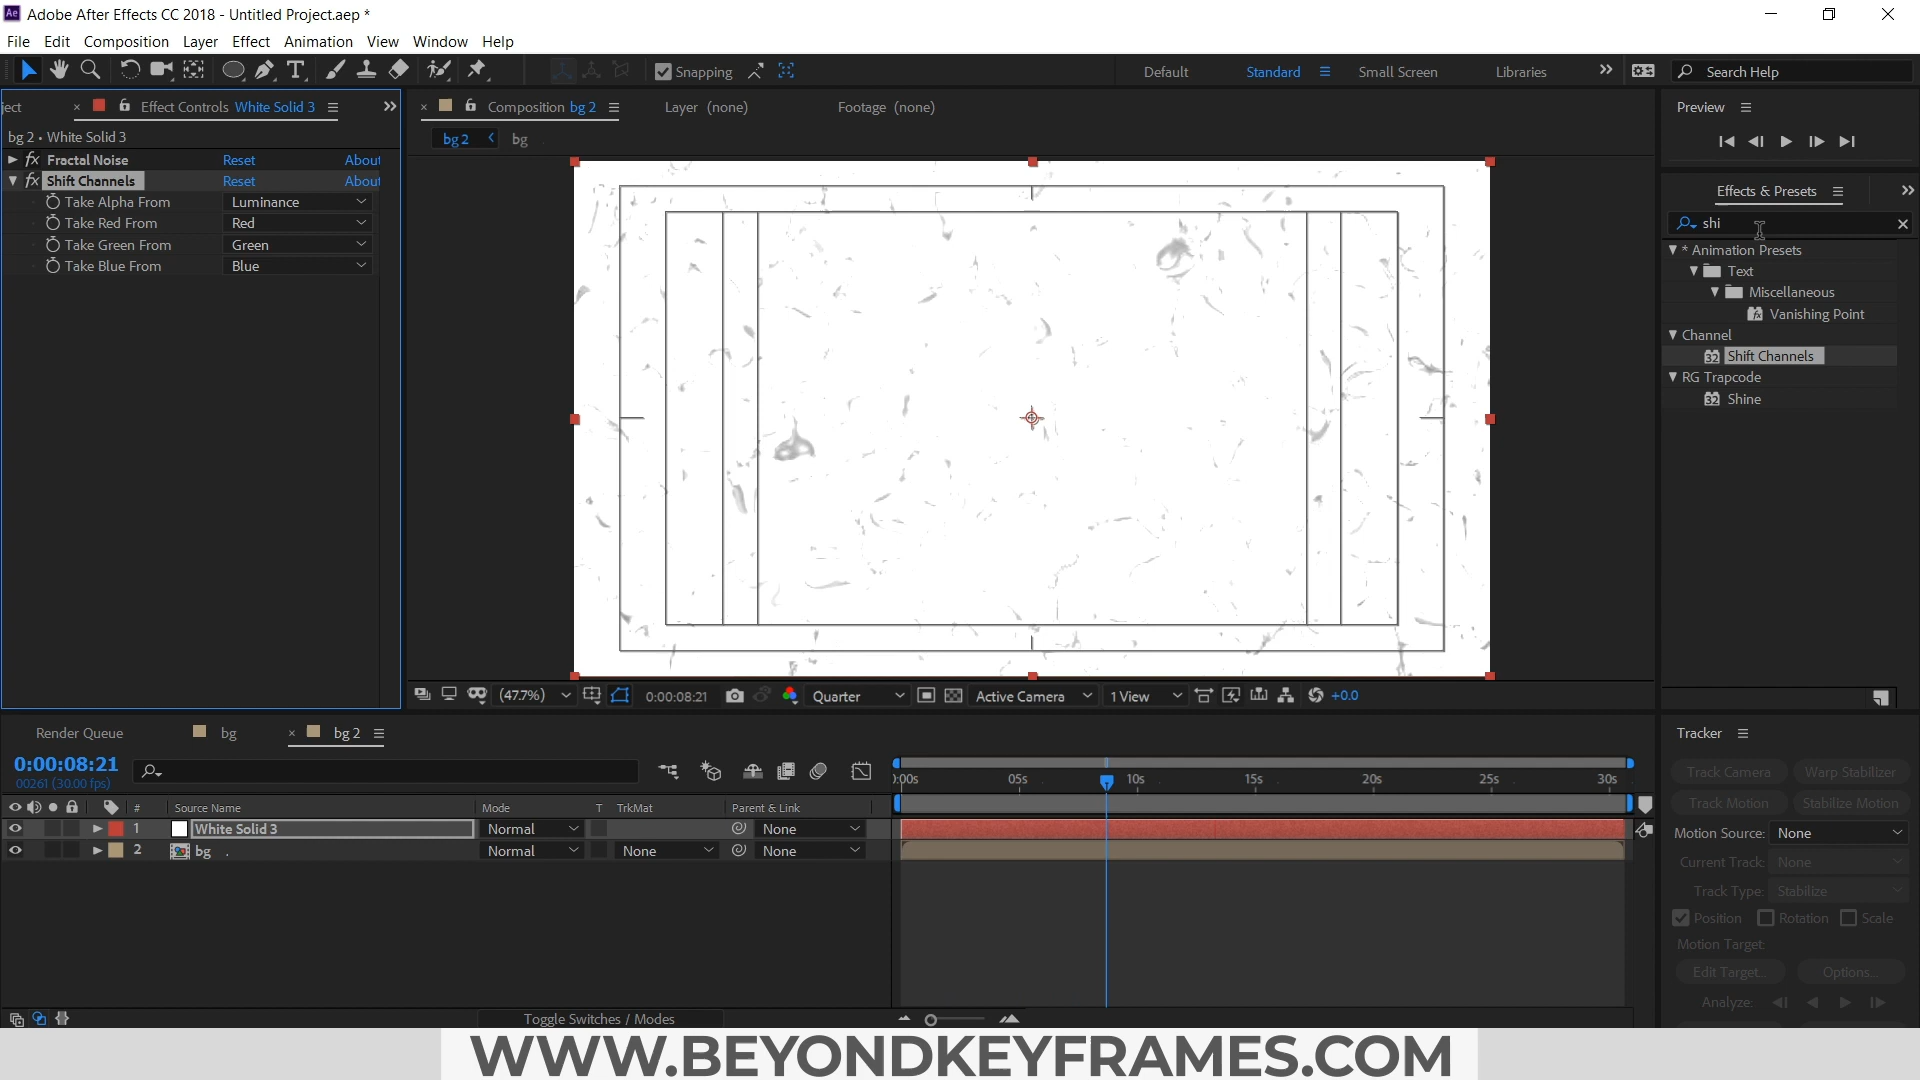 Ae Adobe After Effects CC 2018 - Untitled Project.aep *
File Edit Composition Layer Effect Animation View Window Help
Snapping Default Standard Small Screen Libraries Search Help
ject × Effect Controls White Solid 3
× Composition bg 2 Layer (none) Footage (none)
Preview
bg 2 • White Solid 3
bg 2 bg
Fractal Noise Reset About
Shift Channels Reset About
Take Alpha From Luminance
Take Red From Red
Take Green From Green
Take Blue From Blue
Effects & Presets
shi
* Animation Presets
Text
Miscellaneous
Vanishing Point
Channel
32 Shift Channels
RG Trapcode
32 Shine
(47.7%) 0:00:08:21 Quarter Active Camera 1 View +0.0
Render Queue bg × bg 2
Tracker
0:00:08:21
00261 (30.00 fps)
):00s 05s 10s 15s 20s 25s 30s
# Source Name Mode T TrkMat Parent & Link
1 White Solid 3 Normal None
2 bg Normal None None
Track Camera Warp Stabilizer
Track Motion Stabilize Motion
Motion Source: None
Current Track: None
Track Type: Stabilize
Position Rotation Scale
Motion Target:
Edit Target... Options...
Analyze:
Toggle Switches / Modes
WWW.BEYONDKEYFRAMES.COM